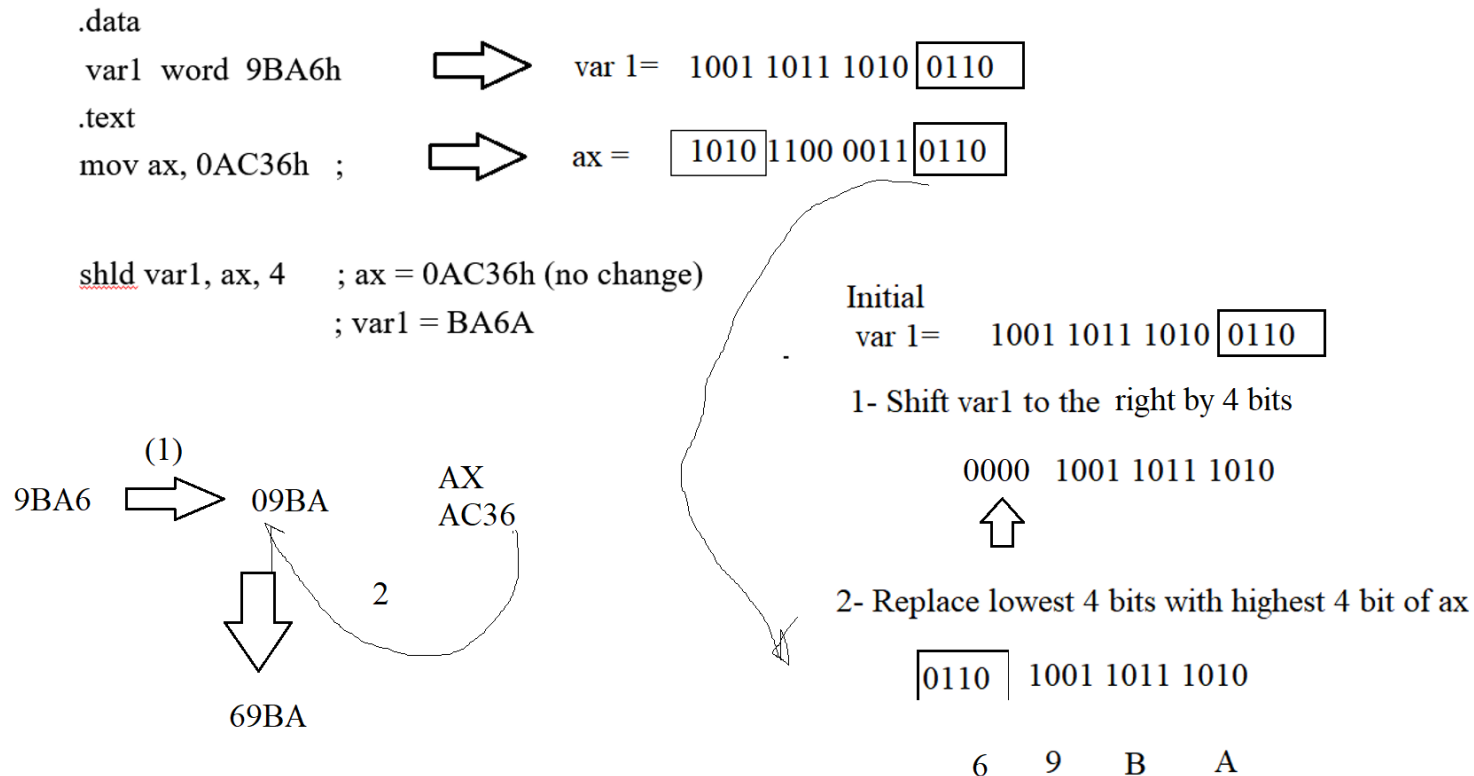 .data
var1 word 9BA6h
var 1= 1001 1011 1010 0110
.text
mov ax, 0AC36h ;
ax = 1010 1100 0011 0110
shld var1, ax, 4 ; ax = 0AC36h (no change)
; var1 = BA6A
Initial
var 1= 1001 1011 1010 0110
1- Shift var1 to the right by 4 bits
0000 1001 1011 1010
(1)
9BA6
09BA
AX
AC36
2
69BA
2- Replace lowest 4 bits with highest 4 bit of ax
0110 1001 1011 1010
6 9 B A